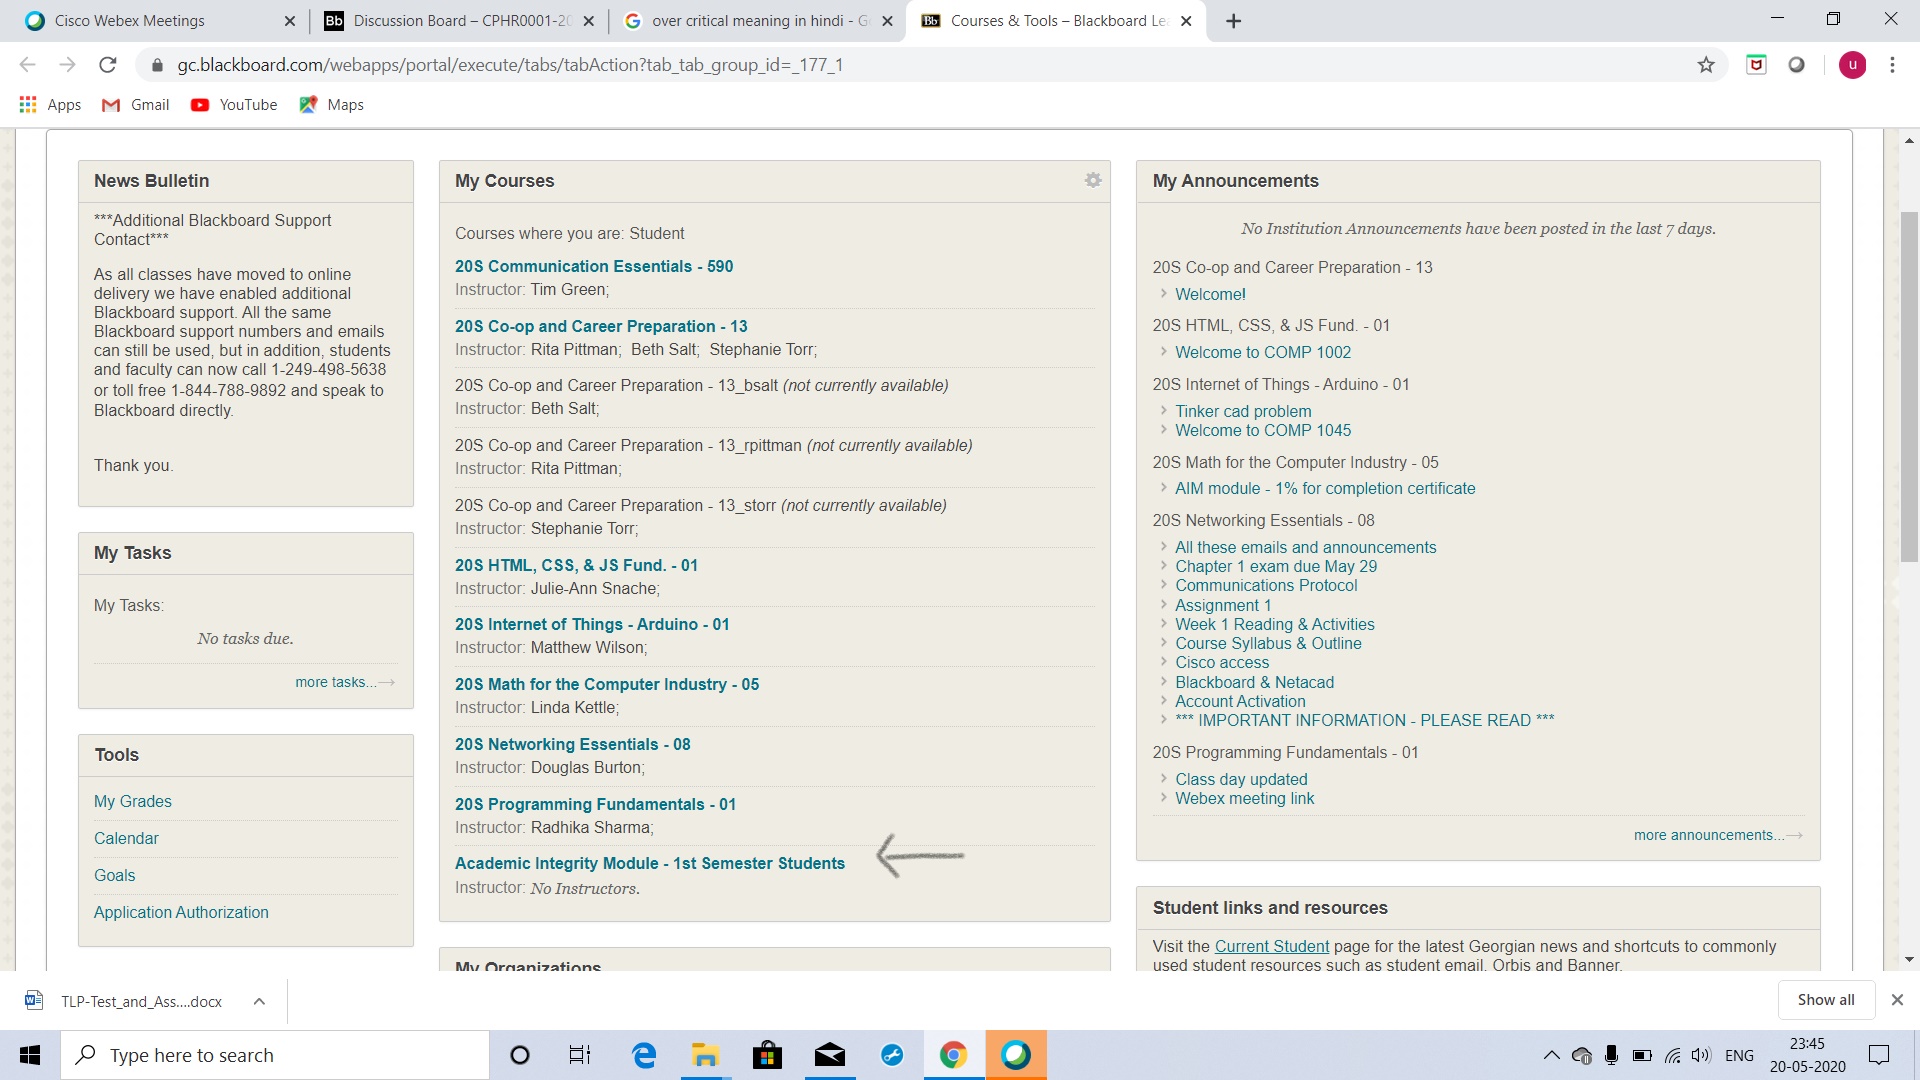 Cisco Webex Meetings
Discussion Board – CPHR0001-20
over critical meaning in hindi - Go
Courses & Tools – Blackboard Lea
gc.blackboard.com/webapps/portal/execute/tabs/tabAction?tab_tab_group_id=_177_1
u
Apps
Gmail
YouTube
Maps
News Bulletin
***Additional Blackboard Support
Contact***
As all classes have moved to online
delivery we have enabled additional
Blackboard support. All the same
Blackboard support numbers and emails
can still be used, but in addition, students
and faculty can now call 1-249-498-5638
or toll free 1-844-788-9892 and speak to
Blackboard directly.
Thank you.
My Tasks
My Tasks:
No tasks due.
more tasks...
Tools
My Grades
Calendar
Goals
Application Authorization
My Courses
Courses where you are: Student
20S Communication Essentials - 590
Instructor: Tim Green;
20S Co-op and Career Preparation - 13
Instructor: Rita Pittman; Beth Salt; Stephanie Torr;
20S Co-op and Career Preparation - 13_bsalt (not currently available)
Instructor: Beth Salt;
20S Co-op and Career Preparation - 13_rpittman (not currently available)
Instructor: Rita Pittman;
20S Co-op and Career Preparation - 13_storr (not currently available)
Instructor: Stephanie Torr;
20S HTML, CSS, & JS Fund. - 01
Instructor: Julie-Ann Snache;
20S Internet of Things - Arduino - 01
Instructor: Matthew Wilson;
20S Math for the Computer Industry - 05
Instructor: Linda Kettle;
20S Networking Essentials - 08
Instructor: Douglas Burton;
20S Programming Fundamentals - 01
Instructor: Radhika Sharma;
Academic Integrity Module - 1st Semester Students
Instructor: No Instructors.
My Organizations
My Announcements
No Institution Announcements have been posted in the last 7 days.
20S Co-op and Career Preparation - 13
Welcome!
20S HTML, CSS, & JS Fund. - 01
Welcome to COMP 1002
20S Internet of Things - Arduino - 01
Tinker cad problem
Welcome to COMP 1045
20S Math for the Computer Industry - 05
AIM module - 1% for completion certificate
20S Networking Essentials - 08
All these emails and announcements
Chapter 1 exam due May 29
Communications Protocol
Assignment 1
Week 1 Reading & Activities
Course Syllabus & Outline
Cisco access
Blackboard & Netacad
Account Activation
*** IMPORTANT INFORMATION - PLEASE READ ***
20S Programming Fundamentals - 01
Class day updated
Webex meeting link
more announcements...
Student links and resources
Visit the Current Student page for the latest Georgian news and shortcuts to commonly
used student resources such as student email, Orbis and Banner.
TLP-Test_and_Ass....docx
Show all
Type here to search
ENG
23:45
20-05-2020